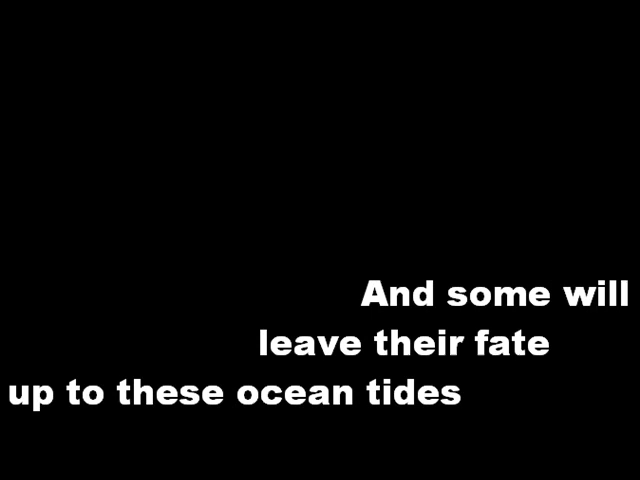 And some will
leave their fate
up to these ocean tides